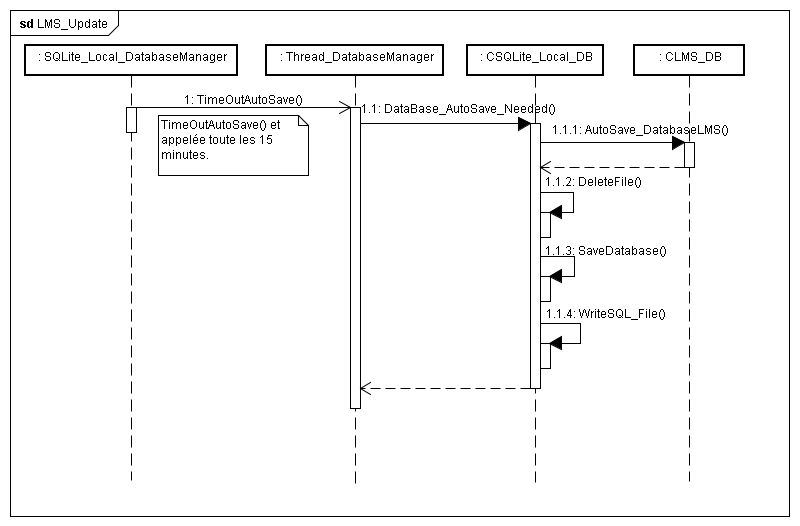 sd LMS_Update
: SQLite_Local_DatabaseManager
: Thread_DatabaseManager
: CSQLite_Local_DB
: CLMS_DB
1: TimeOutAutoSave()
1.1: DataBase_AutoSave_Needed()
TimeOutAutoSave() et
appelée toute les 15
minutes.
1.1.1: AutoSave_DatabaseLMS()
1.1.2: DeleteFile()
1.1.3: SaveDatabase()
1.1.4: WriteSQL_File()